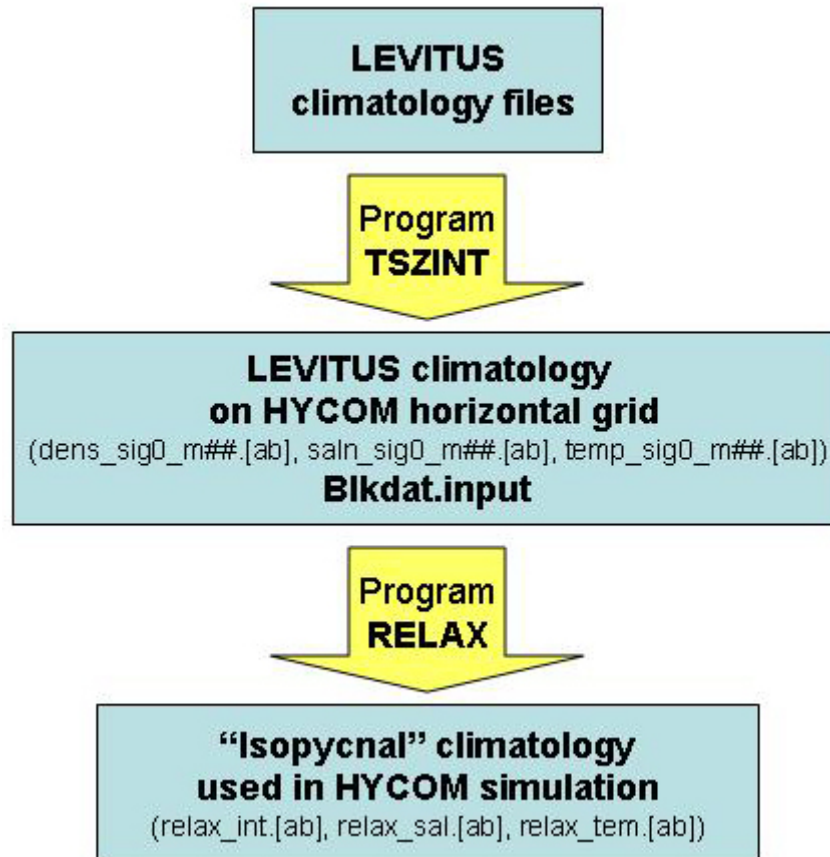 LEVITUS
climatology files
Program
TSZINT
LEVITUS climatology
on HYCOM horizontal grid
(dens_sig0_m##.[ab], saln_sig0_m##.[ab], temp_sig0_m##.[ab])
Blkdat.input
Program
RELAX
“Isopycnal” climatology
used in HYCOM simulation
(relax_int.[ab], relax_sal.[ab], relax_tem.[ab])